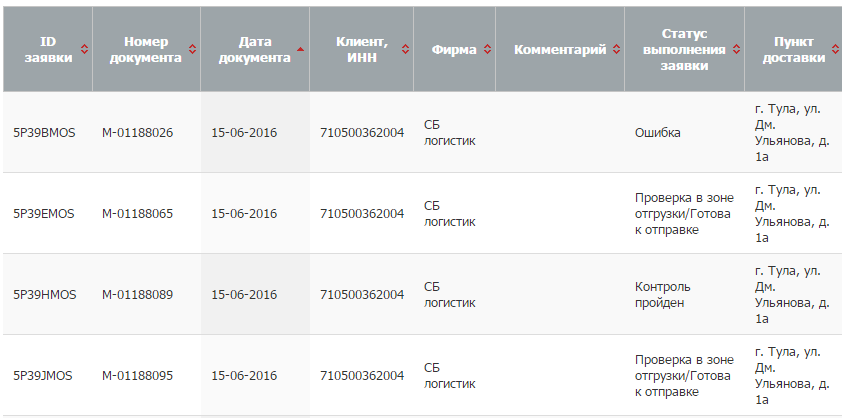 ID
заявки
Номер
документа
Дата
документа
Клиент,
ИНН
Фирма
Комментарий
Статус
выполнения
заявки
Пункт
доставки
5P39BMOS
М-01188026
15-06-2016
710500362004
СБ
логистик
Ошибка
г. Тула, ул.
Дм.
Ульянова, д.
1а
5P39EMOS
М-01188065
15-06-2016
710500362004
СБ
логистик
Проверка в зоне
отгрузки/Готова
к отправке
г. Тула, ул.
Дм.
Ульянова, д.
1а
5P39HMOS
М-01188089
15-06-2016
710500362004
СБ
логистик
Контроль
пройден
г. Тула, ул.
Дм.
Ульянова, д.
1а
5P39JMOS
М-01188095
15-06-2016
710500362004
СБ
логистик
Проверка в зоне
отгрузки/Готова
к отправке
г. Тула, ул.
Дм.
Ульянова, д.
1а